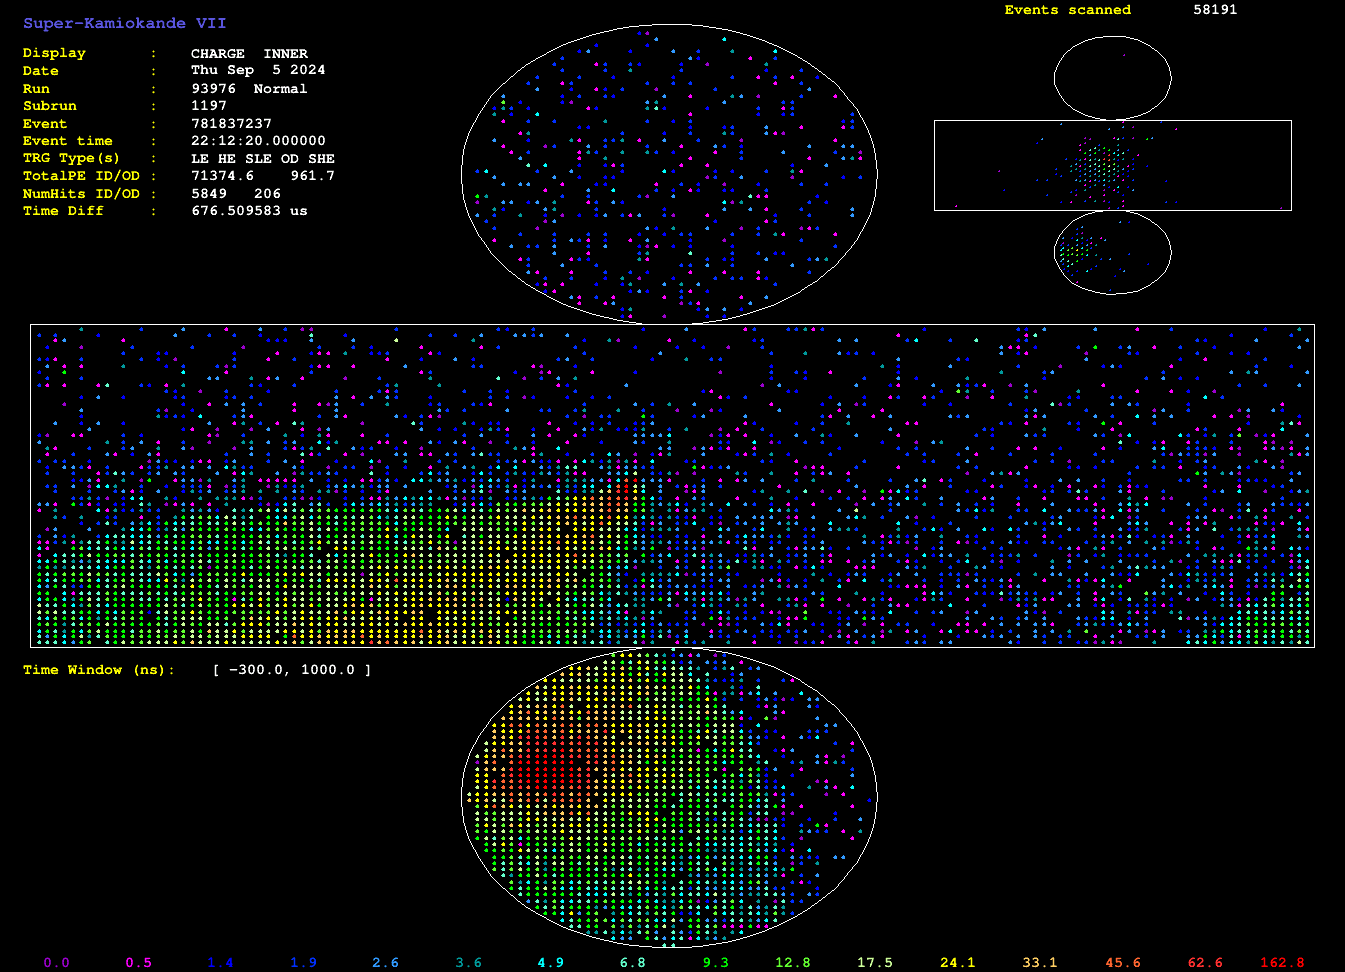 Super-Kamiokande VII
Events scanned 58191
Display : CHARGE INNER
Date : Thu Sep 5 2024
Run : 93976 Normal
Subrun : 1197
Event : 781837237
Event time : 22:12:20.000000
TRG Type(s) : LE HE SLE OD SHE
TotalPE ID/OD : 71374.6 961.7
NumHits ID/OD : 5849 206
Time Diff : 676.509583 us
Time Window (ns): [ -300.0, 1000.0 ]
0.0 0.5 1.4 1.9 2.6 3.6 4.9 6.8 9.3 12.8 17.5 24.1 33.1 45.6 62.6 162.8